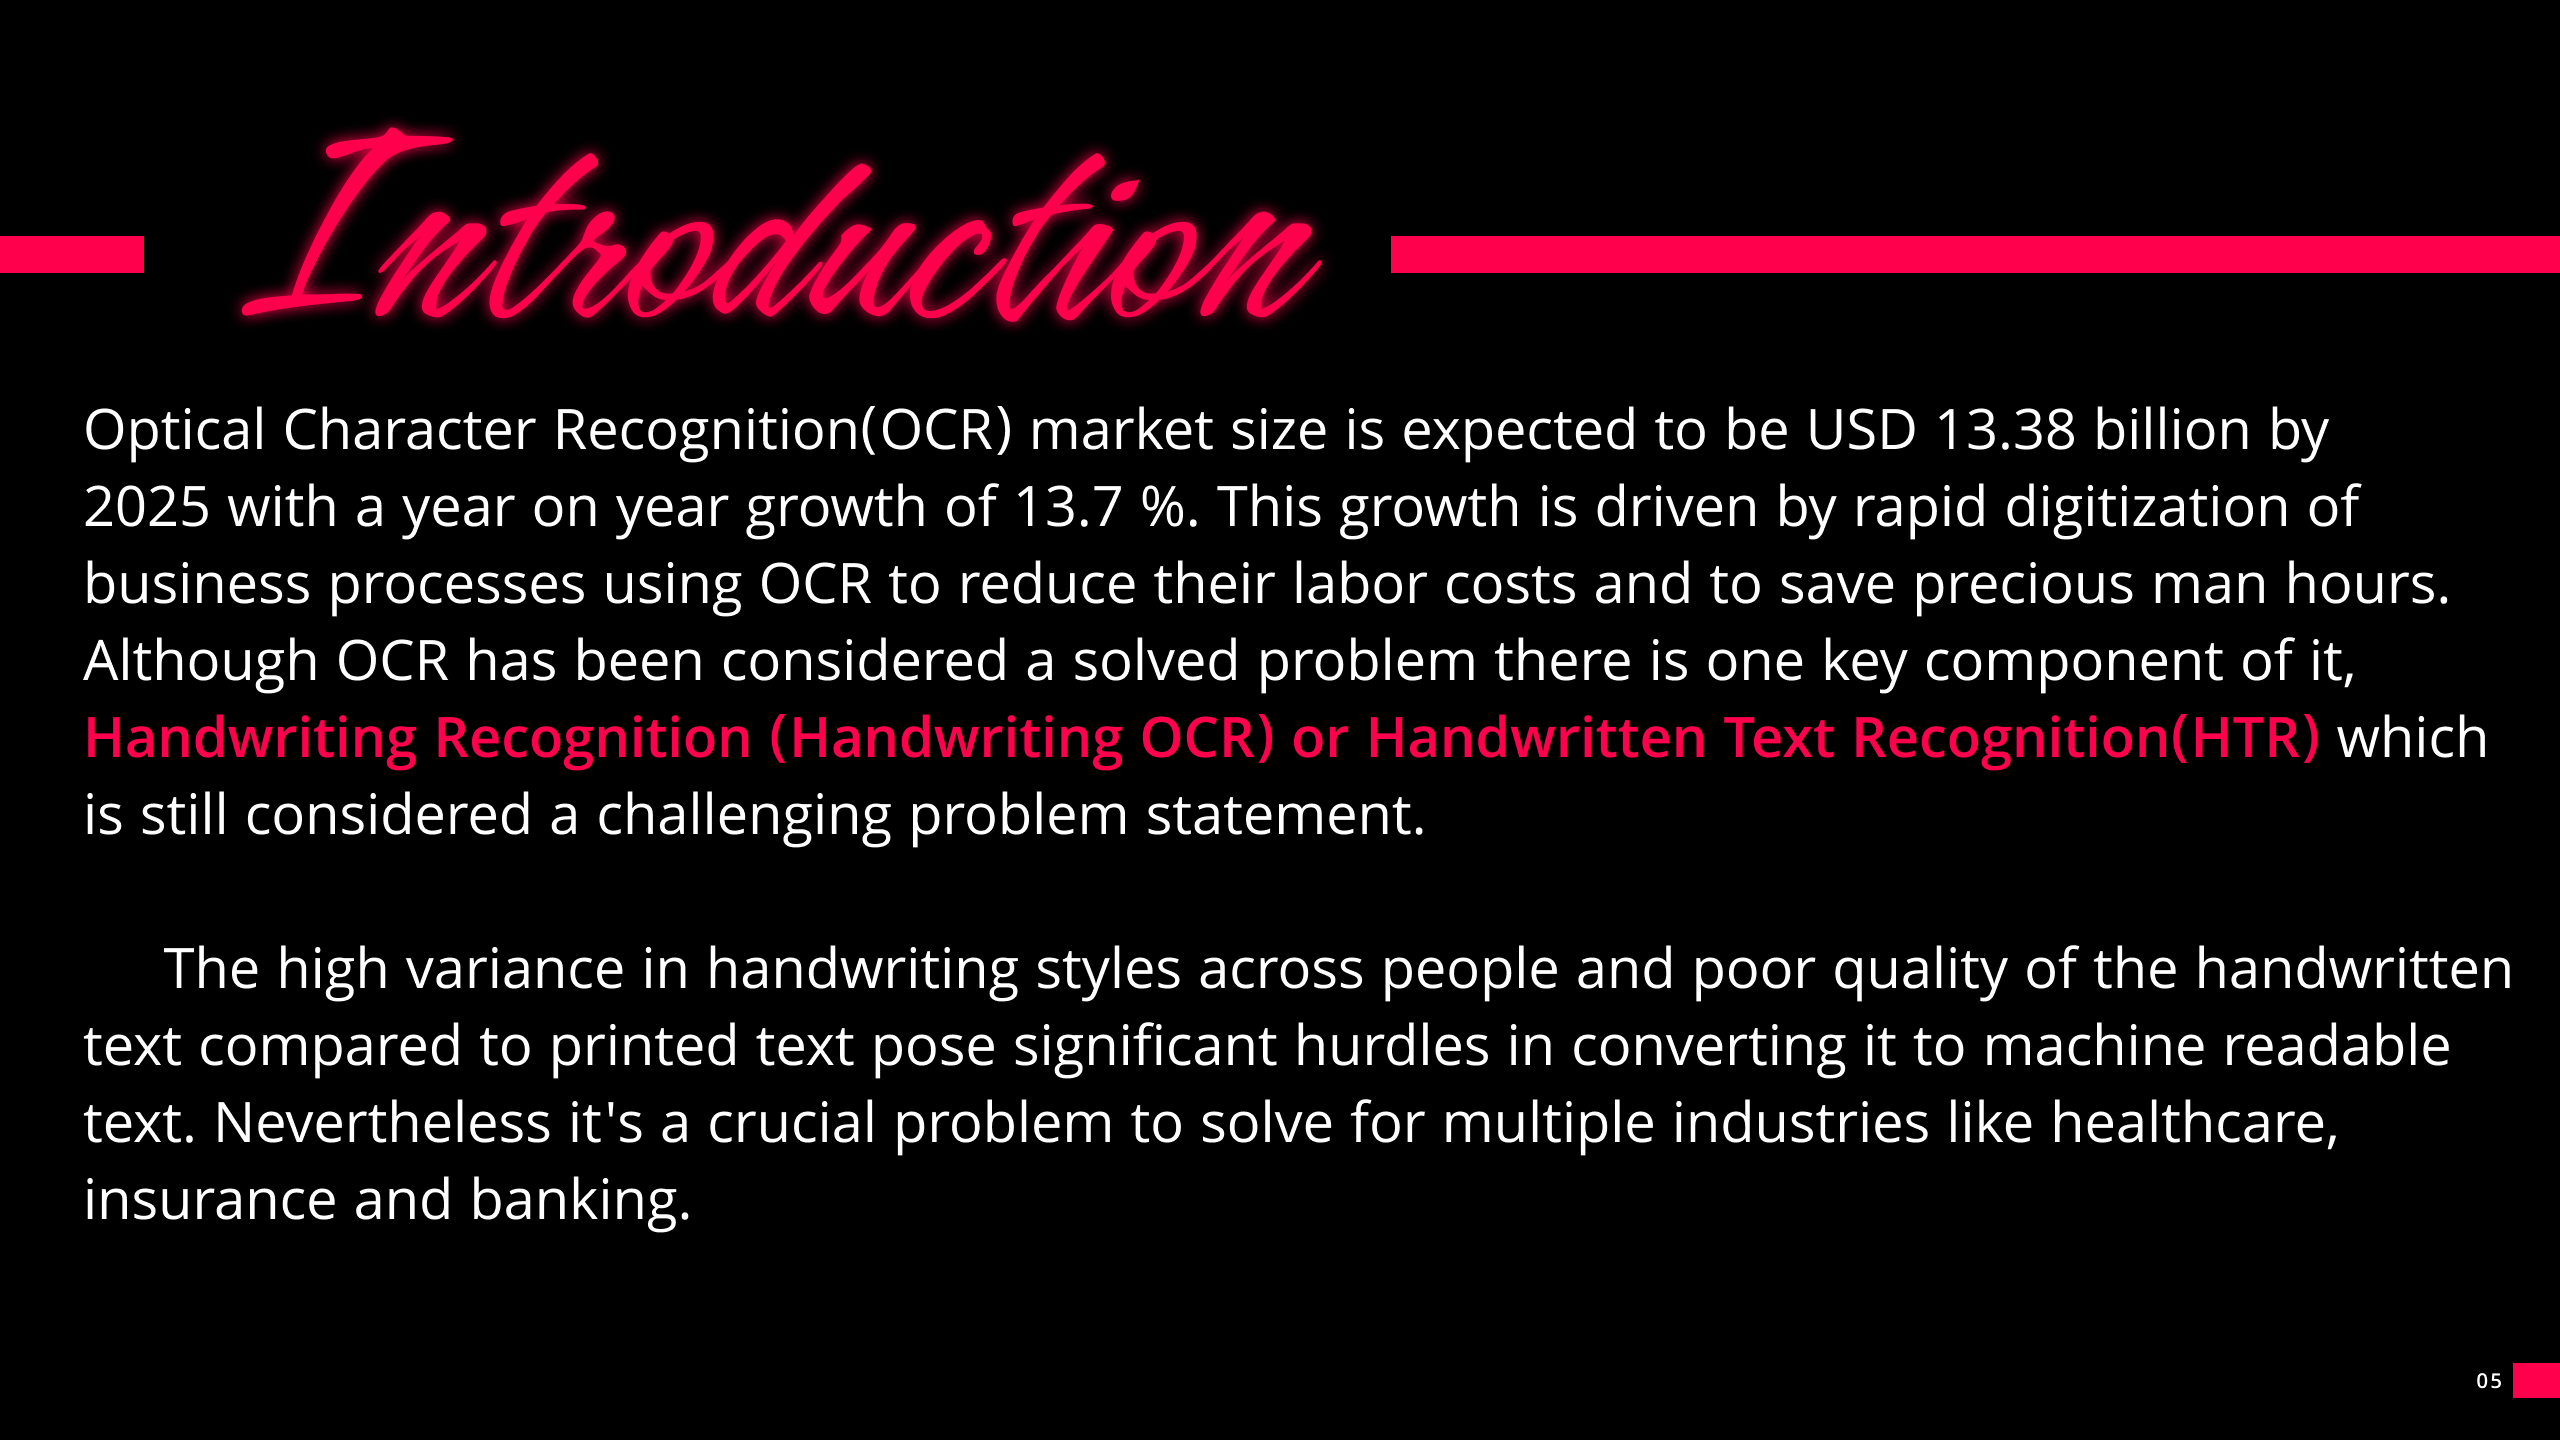 Introduction
Optical Character Recognition(OCR) market size is expected to be USD 13.38 billion by
2025 with a year on year growth of 13.7 %. This growth is driven by rapid digitization of
business processes using OCR to reduce their labor costs and to save precious man hours.
Although OCR has been considered a solved problem there is one key component of it,
Handwriting Recognition (Handwriting OCR) or Handwritten Text Recognition(HTR) which
is still considered a challenging problem statement.
The high variance in handwriting styles across people and poor quality of the handwritten
text compared to printed text pose significant hurdles in converting it to machine readable
text. Nevertheless it's a crucial problem to solve for multiple industries like healthcare,
insurance and banking.
05